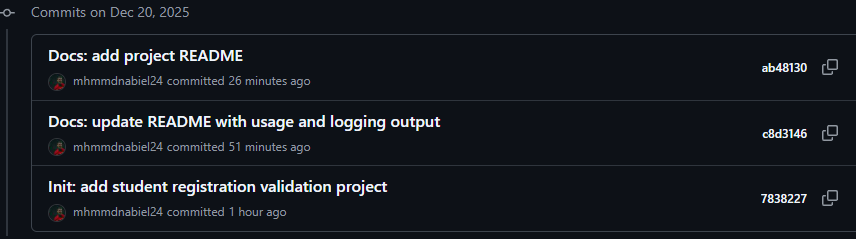 Commits on Dec 20, 2025
Docs: add project README
ab48130
mhmmdnabiel24 committed 26 minutes ago
Docs: update README with usage and logging output
c8d3146
mhmmdnabiel24 committed 51 minutes ago
Init: add student registration validation project
7838227
mhmmdnabiel24 committed 1 hour ago